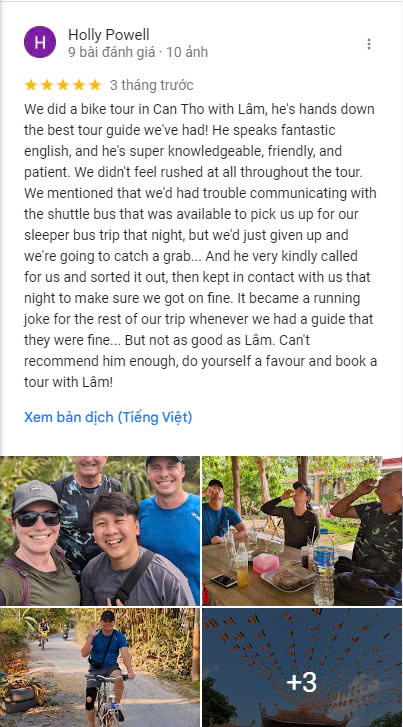 H
Holly Powell
9 bài đánh giá · 10 ảnh
3 tháng trước
We did a bike tour in Can Tho with Lâm, he's hands down
the best tour guide we've had! He speaks fantastic
english, and he's super knowledgeable, friendly, and
patient. We didn't feel rushed at all throughout the tour.
We mentioned that we'd had trouble communicating with
the shuttle bus that was available to pick us up for our
sleeper bus trip that night, but we'd just given up and
we're going to catch a grab... And he very kindly called
for us and sorted it out, then kept in contact with us that
night to make sure we got on fine. It became a running
joke for the rest of our trip whenever we had a guide that
they were fine... But not as good as Lâm. Can't
recommend him enough, do yourself a favour and book a
tour with Lâm!
Xem bản dịch (Tiếng Việt)
+3